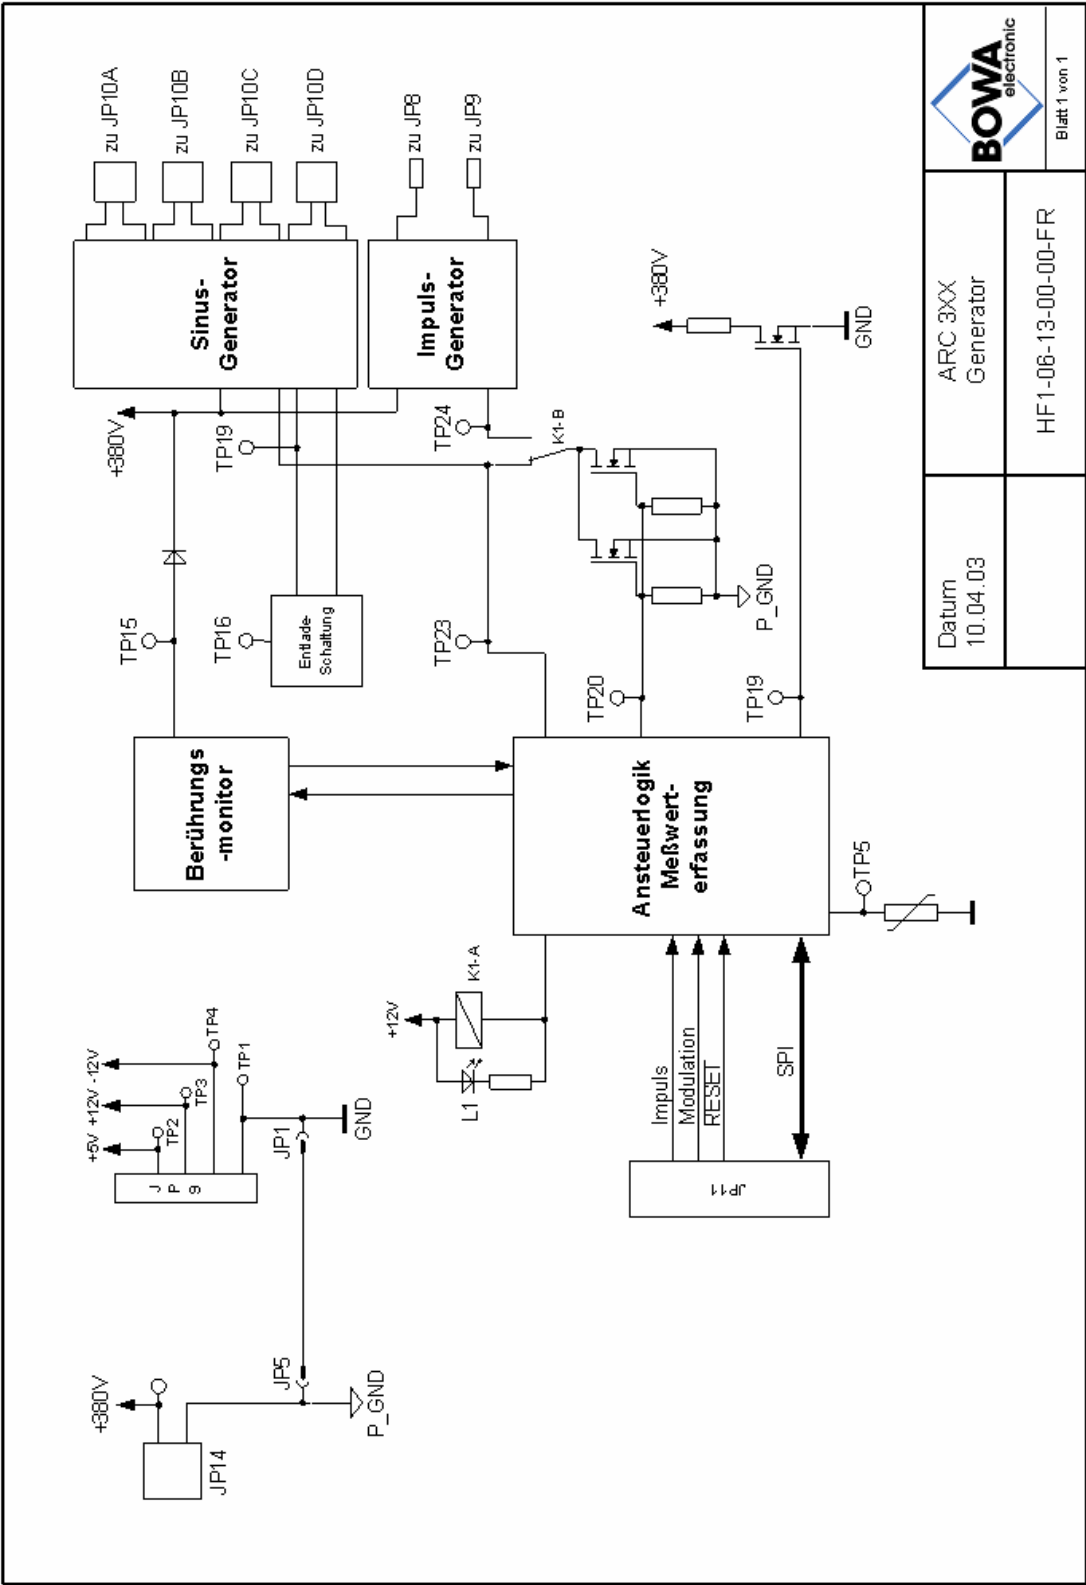 +380V
JP14
JP5
P_GND
JP1
GND
J
P
9
+5V
+12V
-12V
TP2
TP3
TP4
TP1
+12V
K1-A
L1
JP11
Impuls
Modulation
RESET
SPI
Berührungs
-monitor
Ansteuerlogik
Meßwert-
erfassung
TP5
TP15
TP16
Entlade-
Schaltung
TP23
TP20
TP19
+380V
TP19
TP24
K1-B
P_GND
Sinus-
Generator
Impuls-
Generator
zu JP10A
zu JP10B
zu JP10C
zu JP10D
zu JP8
zu JP9
+380V
GND
Datum
10.04.03
ARC 3XX
Generator
HF1-06-13-00-00-FR
BOWA
electronic
Blatt 1 von 1